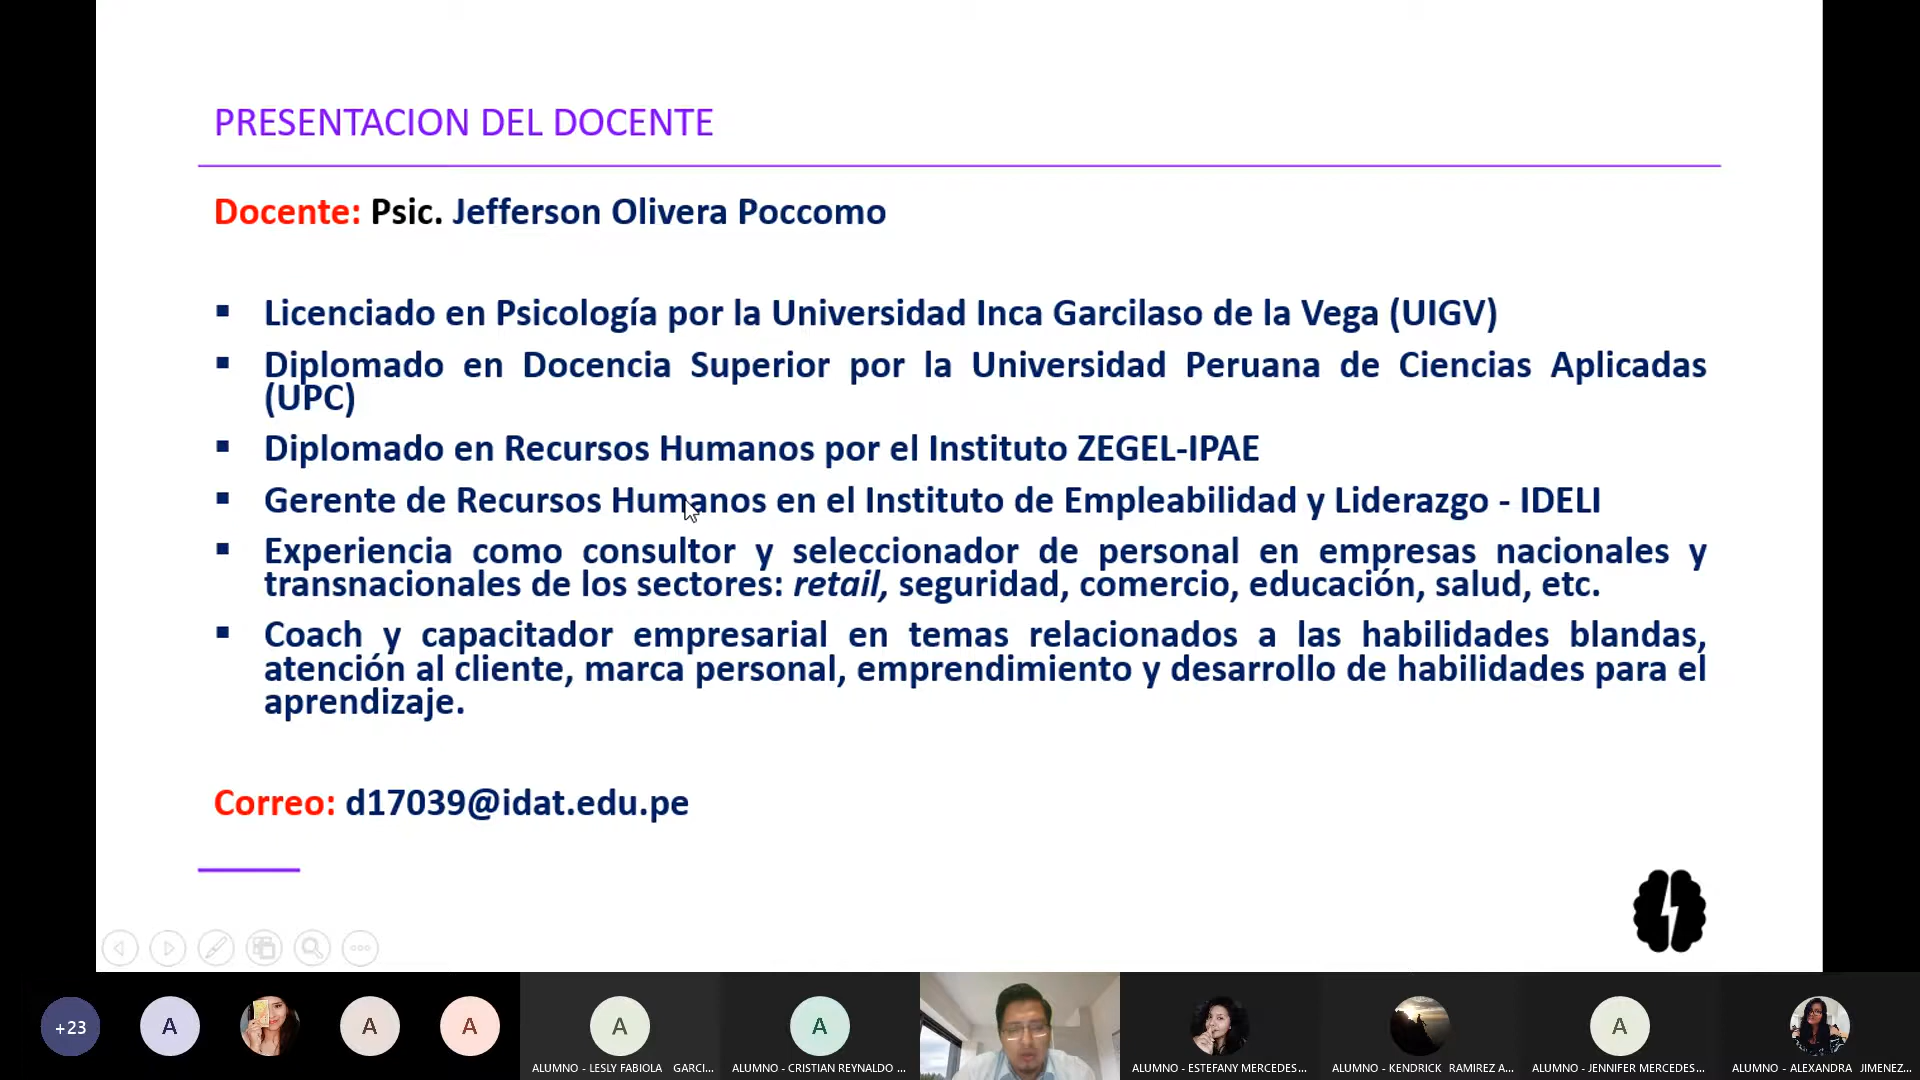 PRESENTACION DEL DOCENTE
Docente: Psic. Jefferson Olivera Poccomo
▪ Licenciado en Psicología por la Universidad Inca Garcilaso de la Vega (UIGV)
▪ Diplomado en Docencia Superior por la Universidad Peruana de Ciencias Aplicadas
(UPC)
▪ Diplomado en Recursos Humanos por el Instituto ZEGEL-IPAE
▪ Gerente de Recursos Humanos en el Instituto de Empleabilidad y Liderazgo - IDELI
▪ Experiencia como consultor y seleccionador de personal en empresas nacionales y
transnacionales de los sectores: retail, seguridad, comercio, educación, salud, etc.
▪ Coach y capacitador empresarial en temas relacionados a las habilidades blandas,
atención al cliente, marca personal, emprendimiento y desarrollo de habilidades para el
aprendizaje.
Correo: d17039@idat.edu.pe
+23
A
A
A
A
ALUMNO - LESLY FABIOLA GARCI...
A
ALUMNO - CRISTIAN REYNALDO ...
ALUMNO - ESTEFANY MERCEDES...
ALUMNO - KENDRICK RAMIREZ A...
A
ALUMNO - JENNIFER MERCEDES...
ALUMNO - ALEXANDRA JIMENEZ...